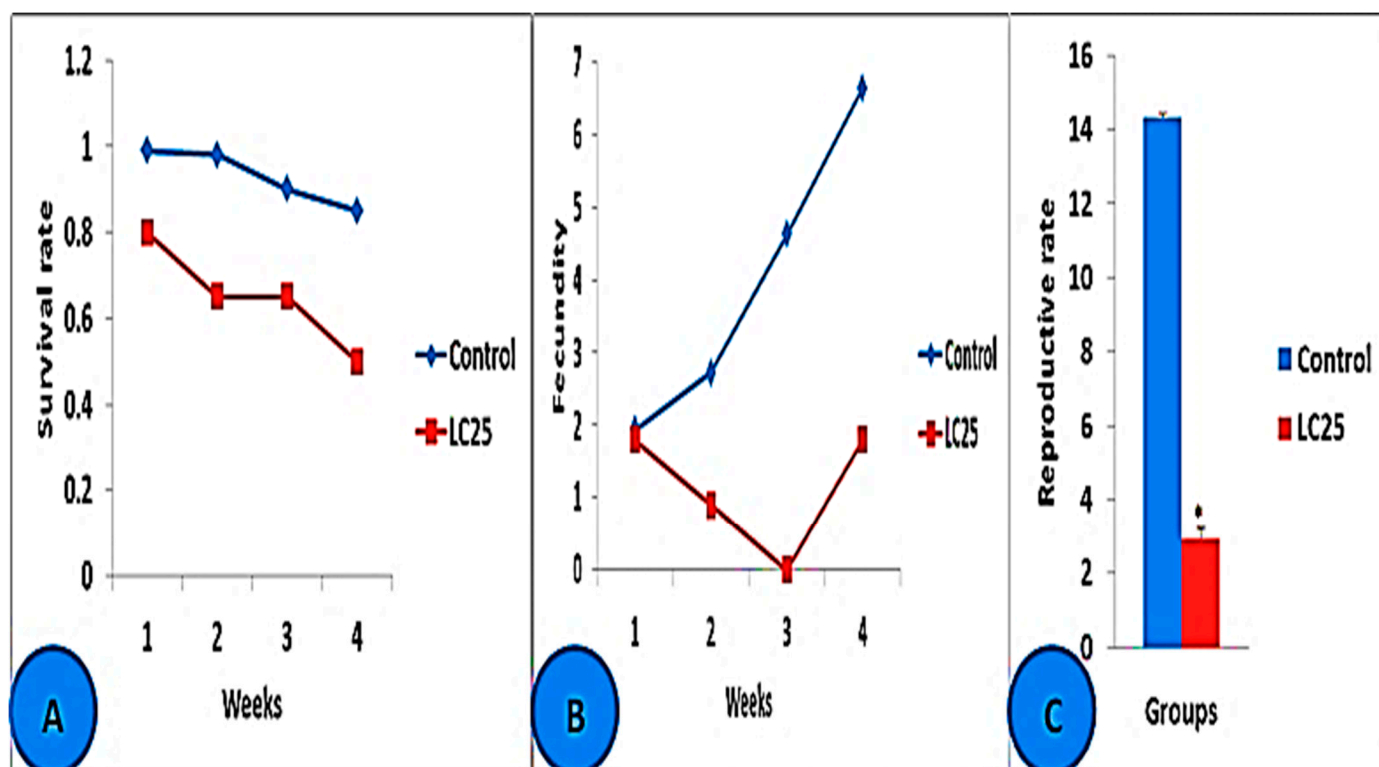 Survival rate
1.2
1
0.8
0.6
0.4
0.2
0
1 2 3 4
Weeks
Control
LC25
A
Fecundity
7
6
5
4
3
2
1
0
1 2 3 4
Weeks
Control
LC25
B
Reproductive rate
16
14
12
10
8
6
4
2
0
*
Groups
Control
LC25
C